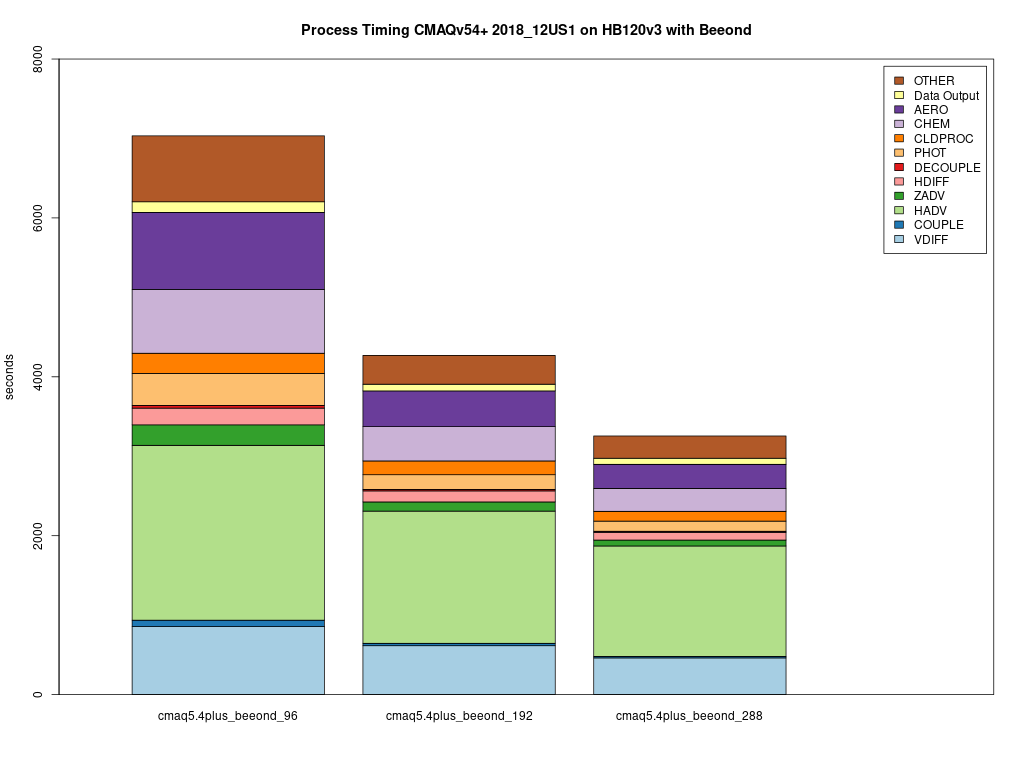 Process Timing CMAQv54+ 2018_12US1 on HB120v3 with Beeond
seconds
8000
6000
4000
2000
0
OTHER
Data Output
AERO
CHEM
CLDPROC
PHOT
DECOUPLE
HDIFF
ZADV
HADV
COUPLE
VDIFF
cmaq5.4plus_beeond_96
cmaq5.4plus_beeond_192
cmaq5.4plus_beeond_288